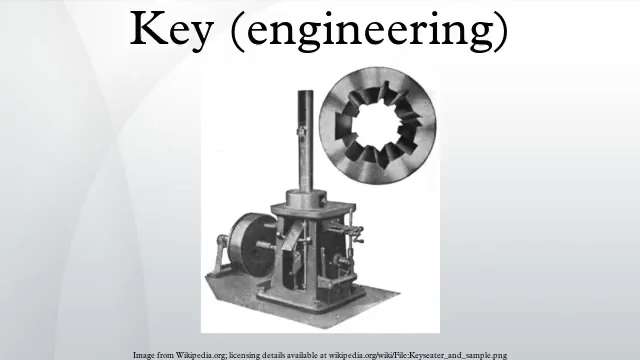 Key (engineering)
Image from Wikipedia.org; licensing details available at wikipedia.org/wiki/File:Keyseater_and_sample.png